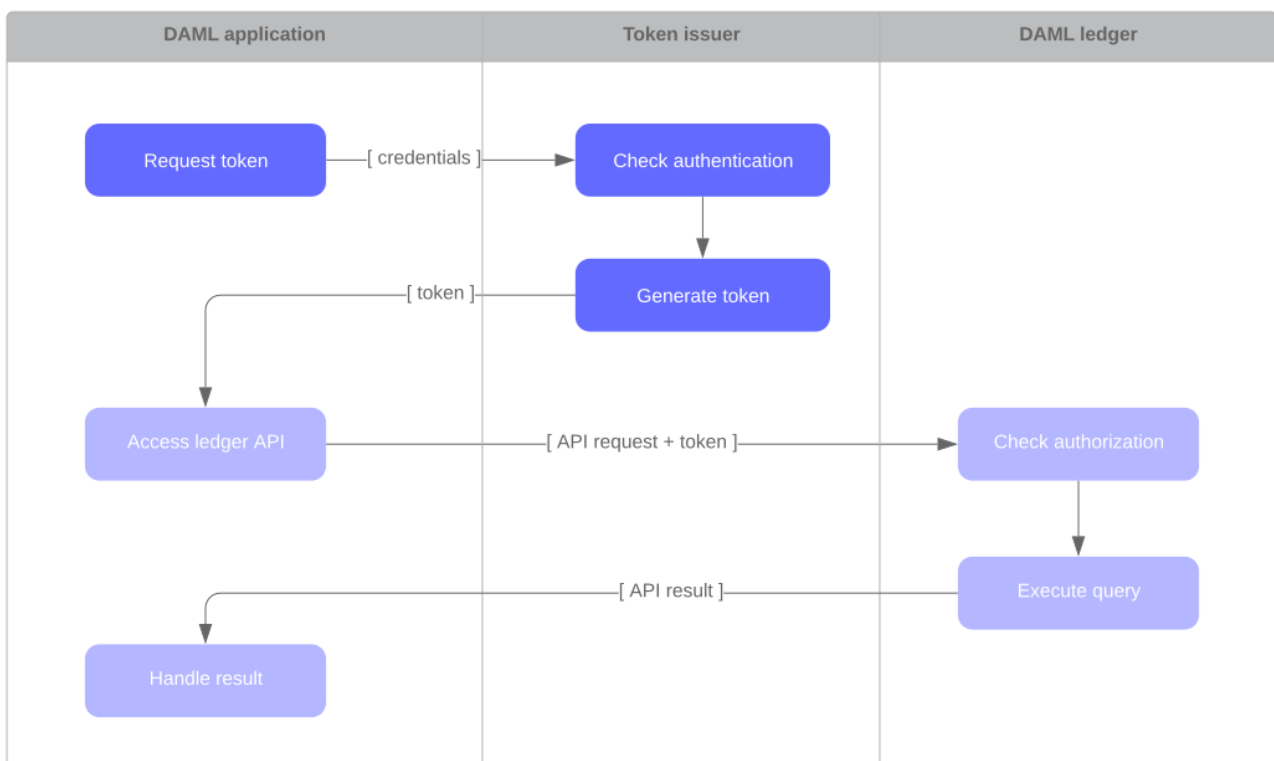 DAML application
Token issuer
DAML ledger
Request token
[ credentials ]
Check authentication
[ token ]
Generate token
Access ledger API
[ API request + token ]
Check authorization
[ API result ]
Execute query
Handle result